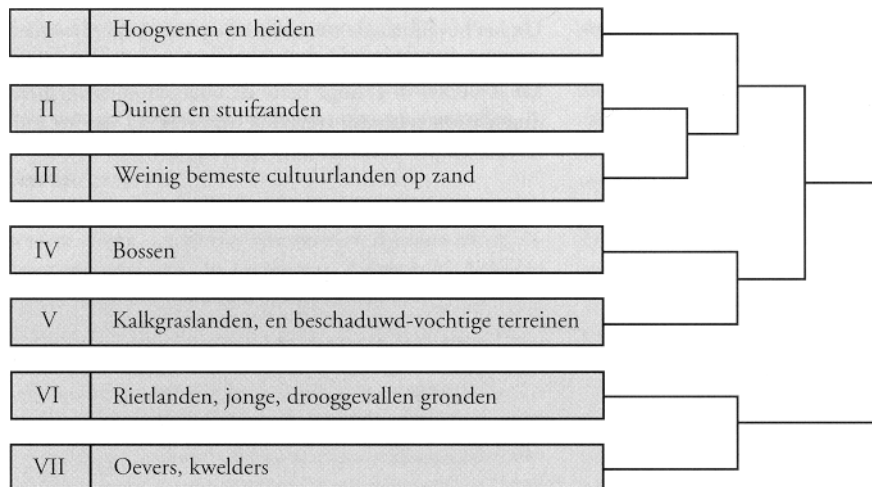 I Hoogvenen en heiden
II Duinen en stuifzanden
III Weinig bemeste cultuurlanden op zand
IV Bossen
V Kalkgraslanden, en beschaduwd-vochtige terreinen
VI Rietlanden, jonge, drooggevallen gronden
VII Oevers, kwelders